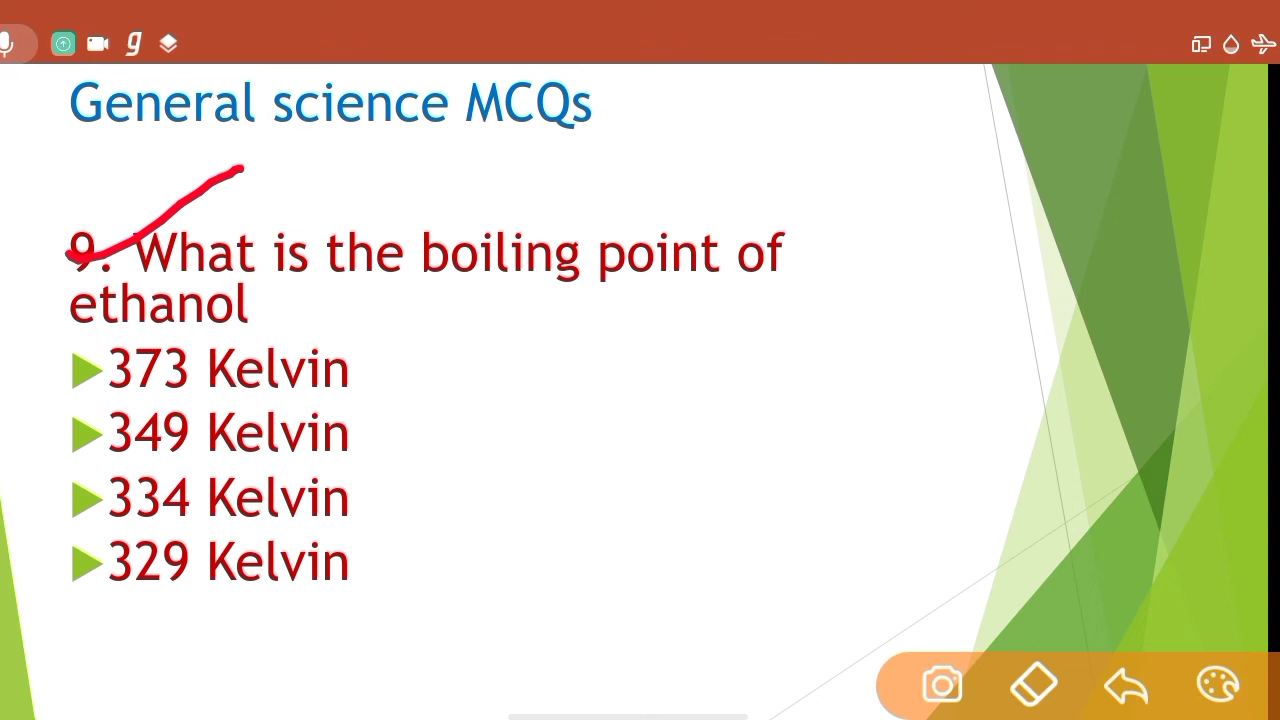 General science MCQs
9. What is the boiling point of
ethanol
373 Kelvin
349 Kelvin
334 Kelvin
329 Kelvin